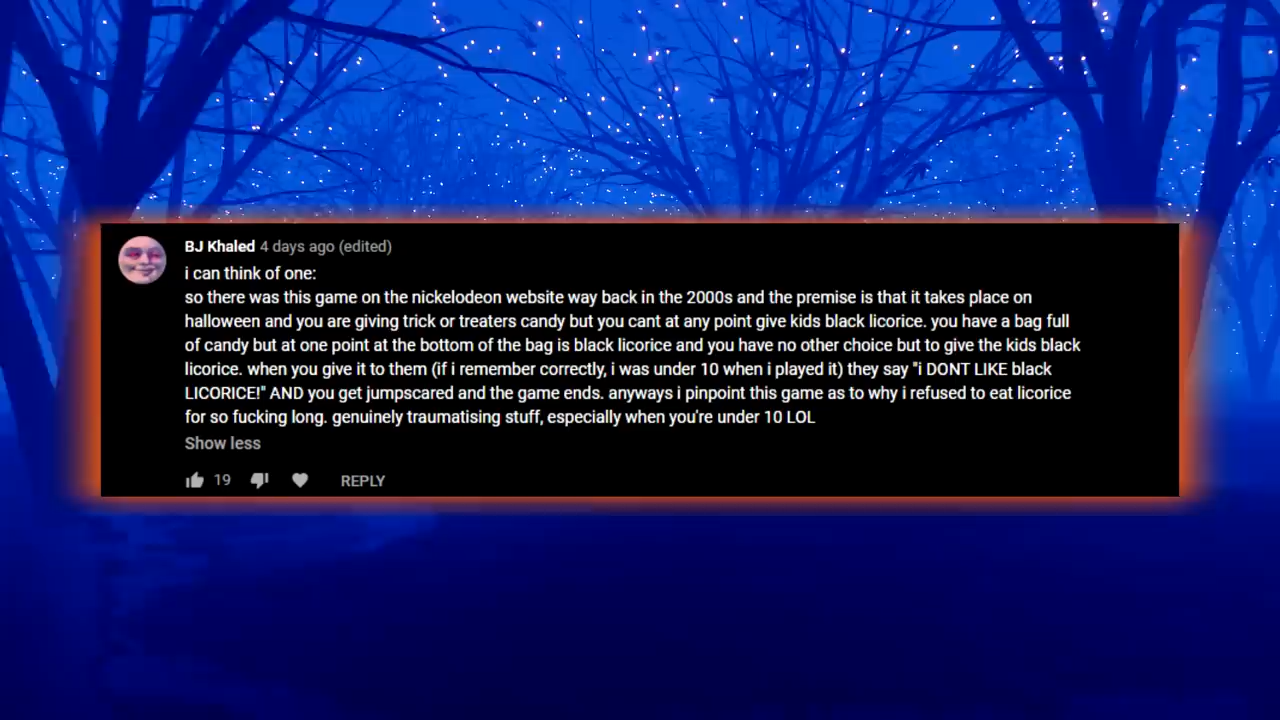 BJ Khaled 4 days ago (edited)
i can think of one:
so there was this game on the nickelodeon website way back in the 2000s and the premise is that it takes place on
halloween and you are giving trick or treaters candy but you cant at any point give kids black licorice. you have a bag full
of candy but at one point at the bottom of the bag is black licorice and you have no other choice but to give the kids black
licorice. when you give it to them (if i remember correctly, i was under 10 when i played it) they say "i DONT LIKE black
LICORICE!" AND you get jumpscared and the game ends. anyways i pinpoint this game as to why i refused to eat licorice
for so fucking long. genuinely traumatising stuff, especially when you're under 10 LOL
Show less
19 REPLY